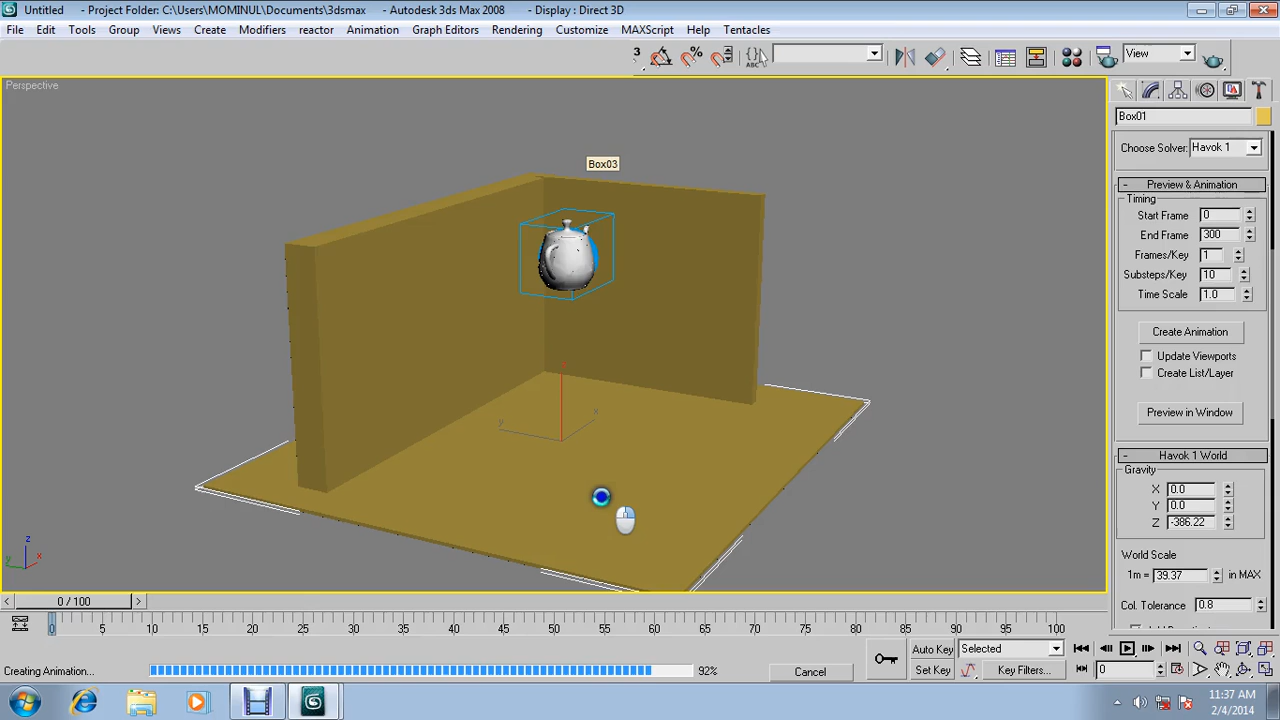 Untitled - Project Folder: C:\Users\MOMINUL\Documents\3dsmax - Autodesk 3ds Max 2008 - Display : Direct 3D
File Edit Tools Group Views Create Modifiers reactor Animation Graph Editors Rendering Customize MAXScript Help Tentacles
3 % ABC View
Perspective
Box01
Box03
Choose Solver: Havok 1
- Preview & Animation
Timing
Start Frame 0
End Frame 300
Frames/Key 1
Substeps/Key 10
Time Scale 1.0
Create Animation
Update Viewports
Create List/Layer
Preview in Window
- Havok 1 World
Gravity
X 0.0
Y 0.0
Z -386.22
World Scale
1m = 39.37 in MAX
Col. Tolerance 0.8
z
x
y
z
y x
< 0 / 100 >
0 5 10 15 20 25 30 35 40 45 50 55 60 65 70 75 80 85 90 95 100
Auto Key Selected
Set Key Key Filters... 0
Creating Animation... 92% Cancel
11:37 AM
2/4/2014